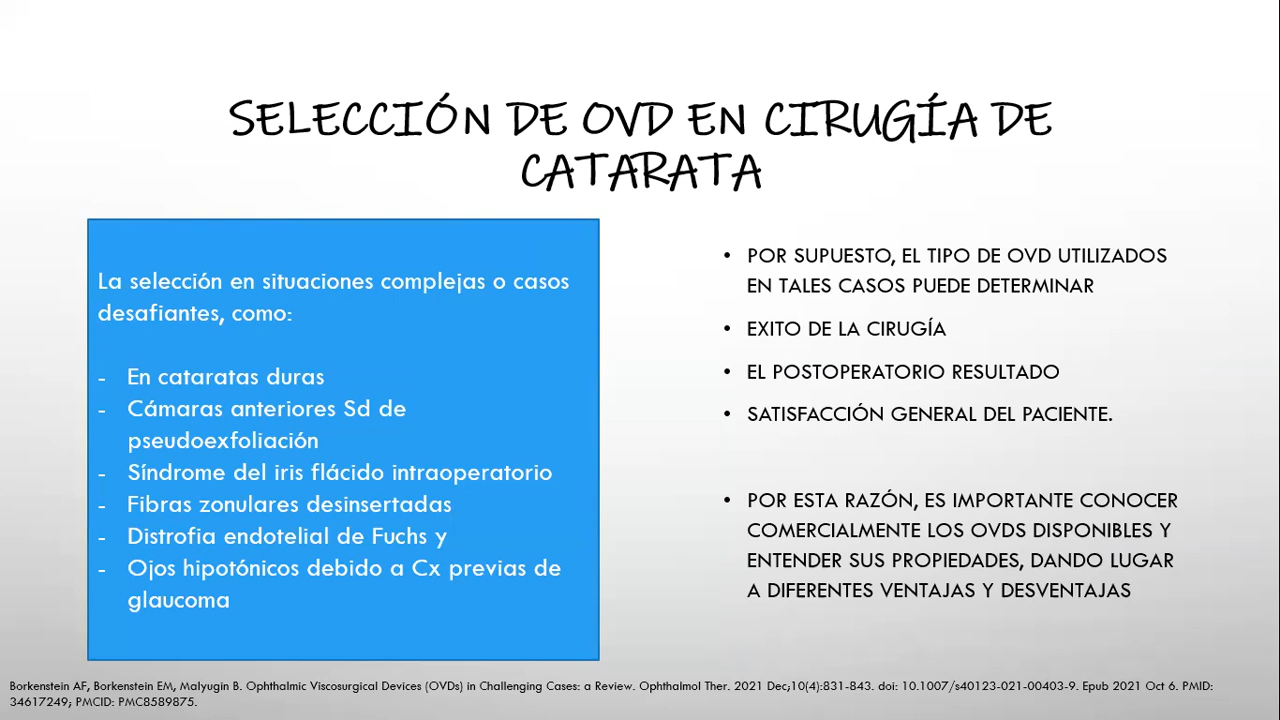 SELECCIÓN DE OVD EN CIRUGÍA DE
CATARATA
La selección en situaciones complejas o casos
desafiantes, como:
- En cataratas duras
- Cámaras anteriores Sd de
pseudoexfoliación
- Síndrome del iris flácido intraoperatorio
- Fibras zonulares desinsertadas
- Distrofia endotelial de Fuchs y
- Ojos hipotónicos debido a Cx previas de
glaucoma
• POR SUPUESTO, EL TIPO DE OVD UTILIZADOS
EN TALES CASOS PUEDE DETERMINAR
• EXITO DE LA CIRUGÍA
• EL POSTOPERATORIO RESULTADO
• SATISFACCIÓN GENERAL DEL PACIENTE.
• POR ESTA RAZÓN, ES IMPORTANTE CONOCER
COMERCIALMENTE LOS OVDS DISPONIBLES Y
ENTENDER SUS PROPIEDADES, DANDO LUGAR
A DIFERENTES VENTAJAS Y DESVENTAJAS
Borkenstein AF, Borkenstein EM, Malyugin B. Ophthalmic Viscosurgical Devices (OVDs) in Challenging Cases: a Review. Ophthalmol Ther. 2021 Dec;10(4):831-843. doi: 10.1007/s40123-021-00403-9. Epub 2021 Oct 6. PMID:
34617249; PMCID: PMC8589875.